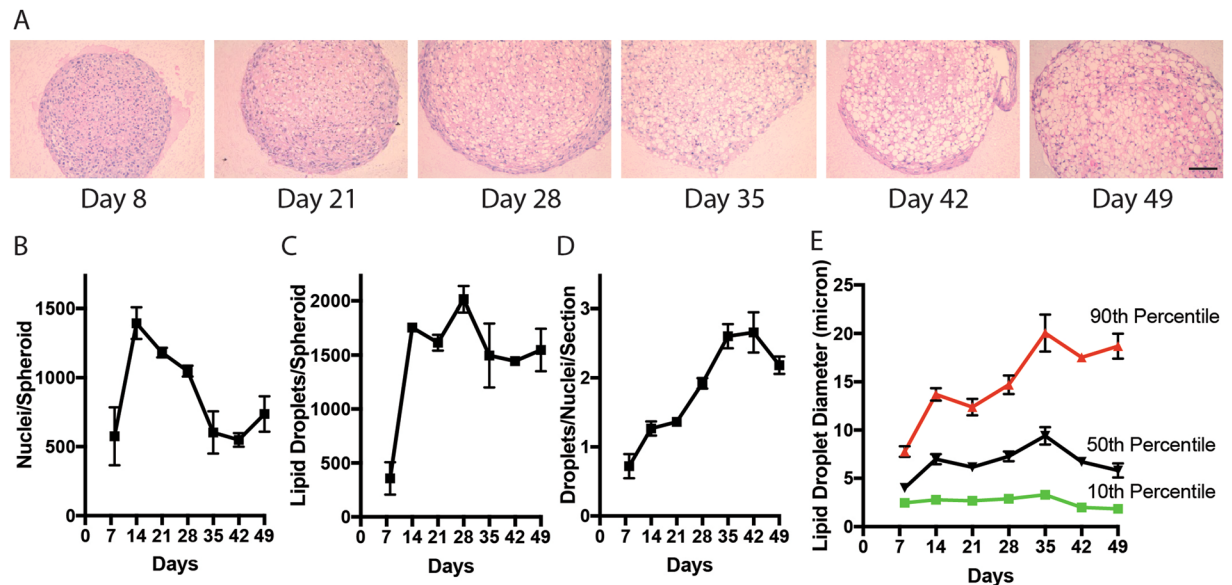 A
Day 8
Day 21
Day 28
Day 35
Day 42
Day 49
B
Nuclei/Spheroid
1500
1000
500
0
0 7 14 21 28 35 42 49
Days
C
Lipid Droplets/Spheroid
2000
1500
1000
500
0
0 7 14 21 28 35 42 49
Days
D
Droplets/Nuclei/Section
3
2
1
0
0 7 14 21 28 35 42 49
Days
E
Lipid Droplet Diameter (micron)
25
20
15
10
5
0
0 7 14 21 28 35 42 49
Days
90th Percentile
50th Percentile
10th Percentile